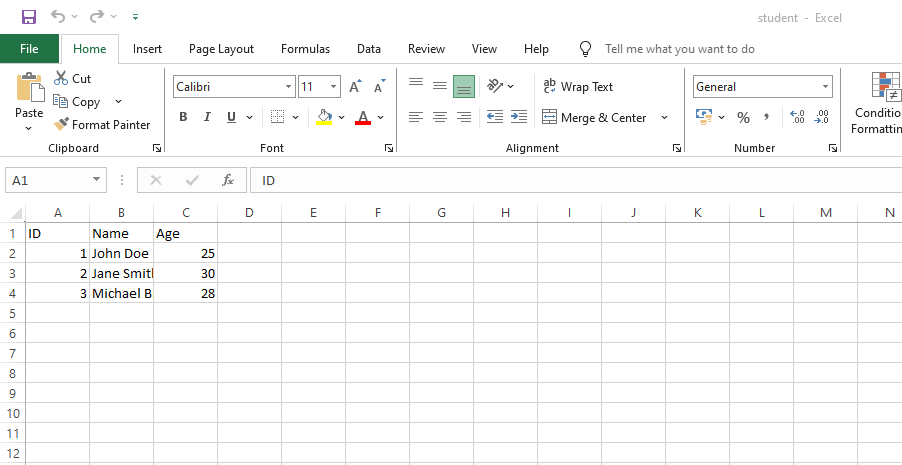 student - Excel
File Home Insert Page Layout Formulas Data Review View Help Tell me what you want to do
Cut
Copy
Format Painter
Paste
Clipboard
Calibri 11 A A
B I U A
Font
ab c Wrap Text
Merge & Center
Alignment
General
% , .00 .00
Number
Conditio
Formattin
A1 fx ID
A B C D E F G H I J K L M N
1 ID Name Age
2 1 John Doe 25
3 2 Jane Smit 30
4 3 Michael B 28
5
6
7
8
9
10
11
12